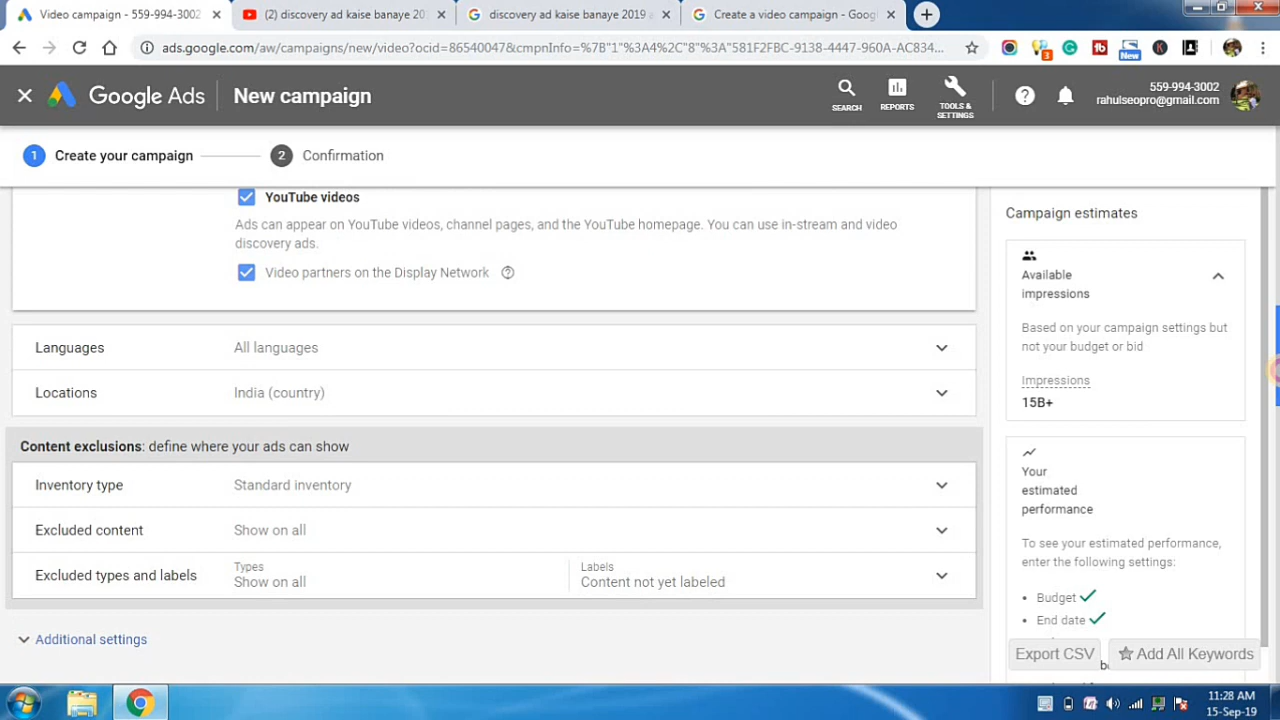 Video campaign - 559-994-3002
(2) discovery ad kaise banaye 20
discovery ad kaise banaye 2019
Create a video campaign - Goog
ads.google.com/aw/campaigns/new/video?ocid=86540047&cmpnInfo=%7B"1"%3A4%2C"8"%3A"581F2FBC-9138-4447-960A-AC834...
3
New
Google Ads
New campaign
SEARCH
REPORTS
TOOLS &
SETTINGS
559-994-3002
rahulseopro@gmail.com
1 Create your campaign
2 Confirmation
YouTube videos
Ads can appear on YouTube videos, channel pages, and the YouTube homepage. You can use in-stream and video
discovery ads.
Video partners on the Display Network
Languages All languages
Locations India (country)
Content exclusions: define where your ads can show
Inventory type Standard inventory
Excluded content Show on all
Excluded types and labels
Types
Show on all
Labels
Content not yet labeled
Additional settings
Campaign estimates
Available
impressions
Based on your campaign settings but
not your budget or bid
Impressions
15B+
Your
estimated
performance
To see your estimated performance,
enter the following settings:
• Budget
• End date
Export CSV
Add All Keywords
11:28 AM
15-Sep-19